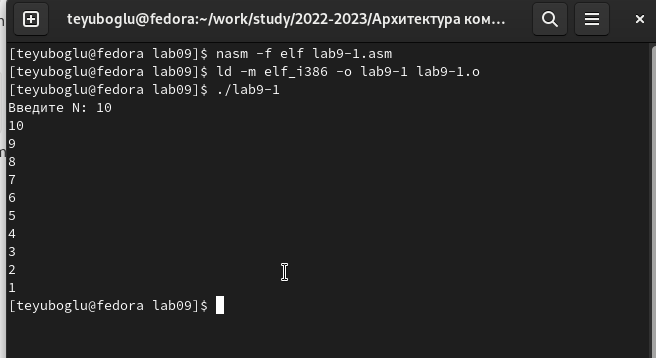 teyuboglu@fedora:~/work/study/2022-2023/Архитектура ком…
[teyuboglu@fedora lab09]$ nasm -f elf lab9-1.asm
[teyuboglu@fedora lab09]$ ld -m elf_i386 -o lab9-1 lab9-1.o
[teyuboglu@fedora lab09]$ ./lab9-1
Введите N: 10
10
9
8
7
6
5
4
3
2
1
[teyuboglu@fedora lab09]$